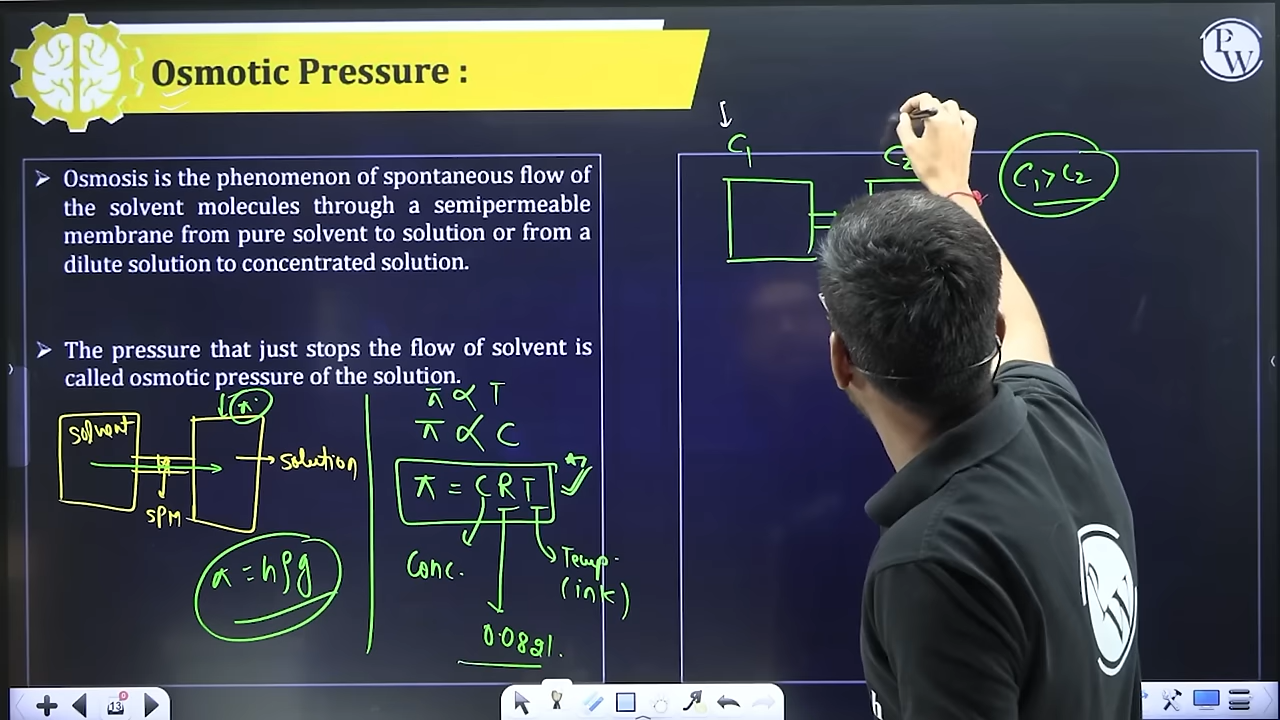 Osmotic Pressure :
PW
Osmosis is the phenomenon of spontaneous flow of
the solvent molecules through a semipermeable
membrane from pure solvent to solution or from a
dilute solution to concentrated solution.
The pressure that just stops the flow of solvent is
called osmotic pressure of the solution.
π
solvent
solution
SPM
π = hρg
π ∝ T
π ∝ C
π = CRT
Conc.
Temp.
(in K)
0.0821.
C₁
C₂
C₁ > C₂
PW
13